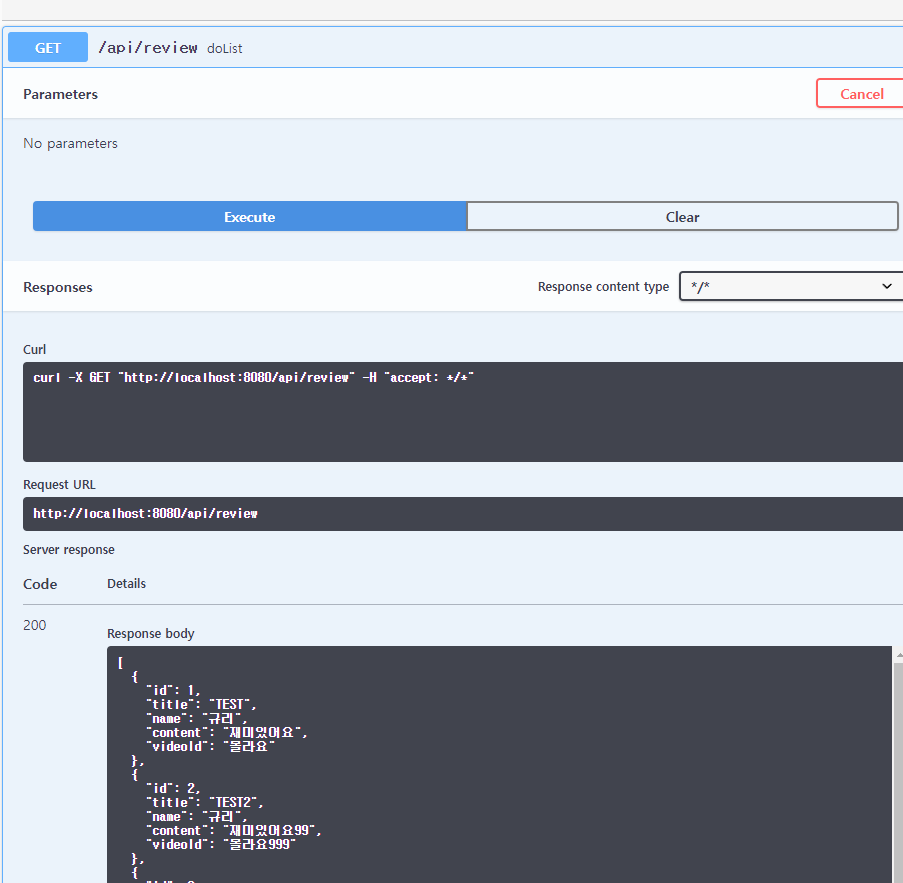 GET /api/review doList
Parameters
Cancel
No parameters
Execute
Clear
Responses
Response content type */*
Curl
curl -X GET "http://localhost:8080/api/review" -H "accept: */*"
Request URL
http://localhost:8080/api/review
Server response
Code Details
200
Response body
[
{
"id": 1,
"title": "TEST",
"name": "규리",
"content": "재미있어요",
"videoId": "몰라요"
},
{
"id": 2,
"title": "TEST2",
"name": "규리",
"content": "재미있어요99",
"videoId": "몰라요999"
},
{